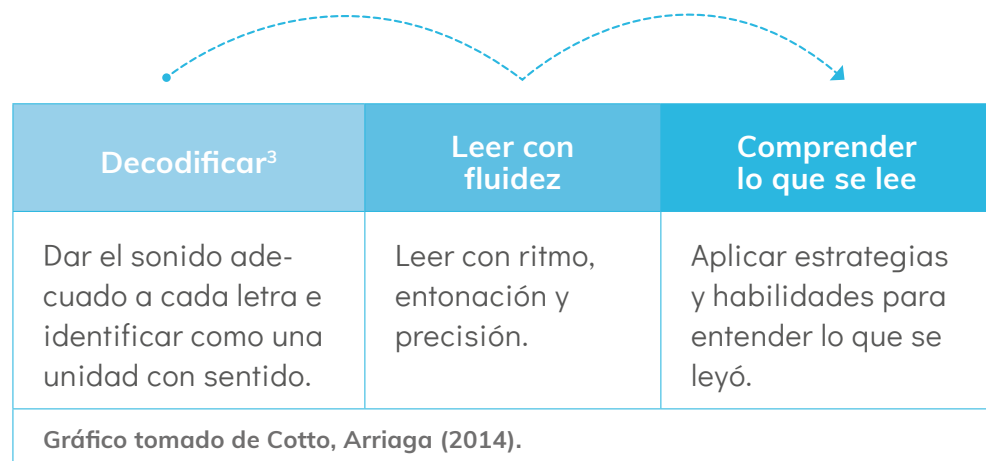 Decodificar³
Leer con
fluidez
Comprender
lo que se lee
Dar el sonido ade-
cuado a cada letra e
identificar como una
unidad con sentido.
Leer con ritmo,
entonación y
precisión.
Aplicar estrategias
y habilidades para
entender lo que se
leyó.
Gráfico tomado de Cotto, Arriaga (2014).